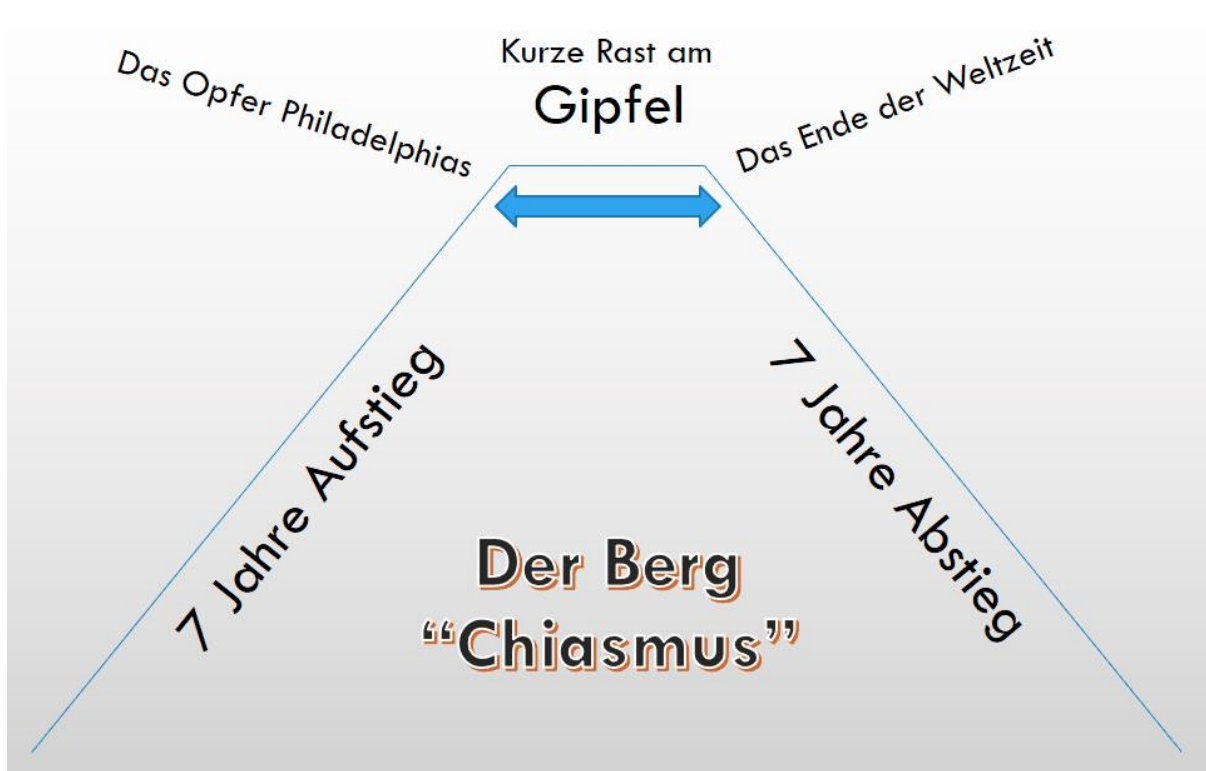 Das Opfer Philadelphias
Kurze Rast am
Gipfel
Das Ende der Weltzeit
7 Jahre Aufstieg
7 Jahre Abstieg
Der Berg
“Chiasmus”